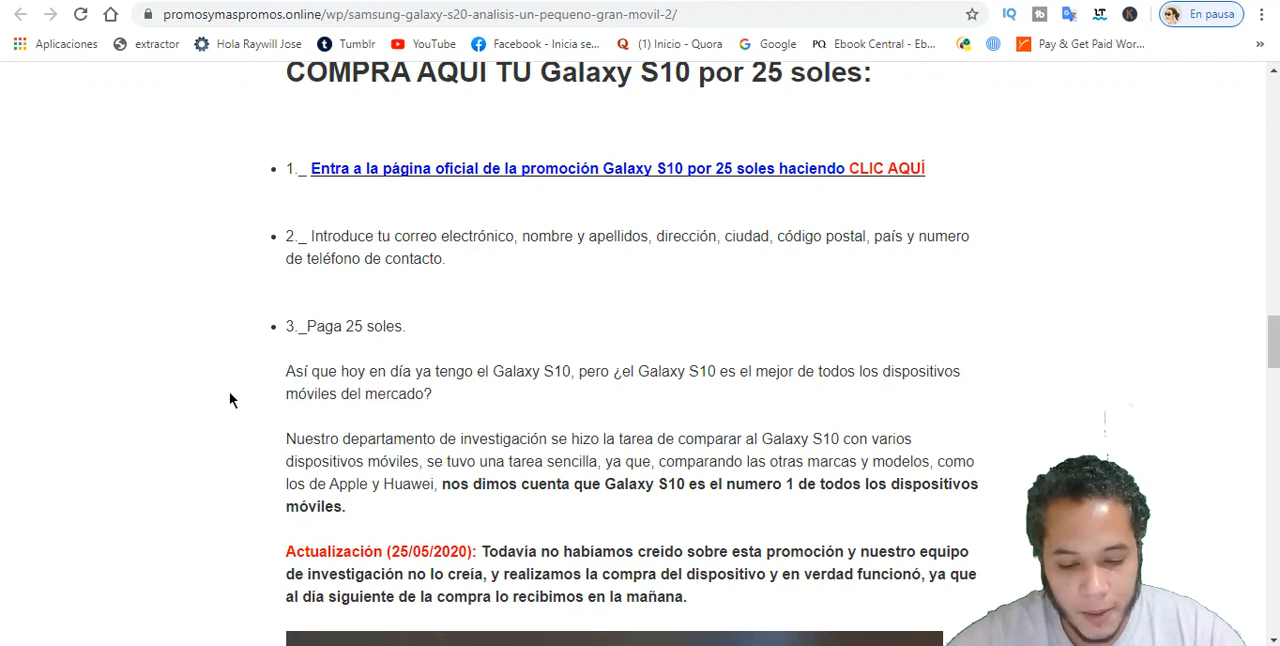 promosymaspromos.online/wp/samsung-galaxy-s20-analisis-un-pequeno-gran-movil-2/
IQ
tb
LT
K
En pausa
Aplicaciones
extractor
Hola Raywill Jose
Tumblr
YouTube
Facebook - Inicia se...
(1) Inicio - Quora
Google
PQ Ebook Central - Eb...
Pay & Get Paid Wor...
»
COMPRA AQUI TU Galaxy S10 por 25 soles:
• 1._ Entra a la página oficial de la promoción Galaxy S10 por 25 soles haciendo CLIC AQUÍ
• 2._ Introduce tu correo electrónico, nombre y apellidos, dirección, ciudad, código postal, país y numero
de teléfono de contacto.
• 3._Paga 25 soles.
Así que hoy en día ya tengo el Galaxy S10, pero ¿el Galaxy S10 es el mejor de todos los dispositivos
móviles del mercado?
Nuestro departamento de investigación se hizo la tarea de comparar al Galaxy S10 con varios
dispositivos móviles, se tuvo una tarea sencilla, ya que, comparando las otras marcas y modelos, como
los de Apple y Huawei, nos dimos cuenta que Galaxy S10 es el numero 1 de todos los dispositivos
móviles.
Actualización (25/05/2020): Todavía no habíamos creído sobre esta promoción y nuestro equipo
de investigación no lo creía, y realizamos la compra del dispositivo y en verdad funcionó, ya que
al día siguiente de la compra lo recibimos en la mañana.